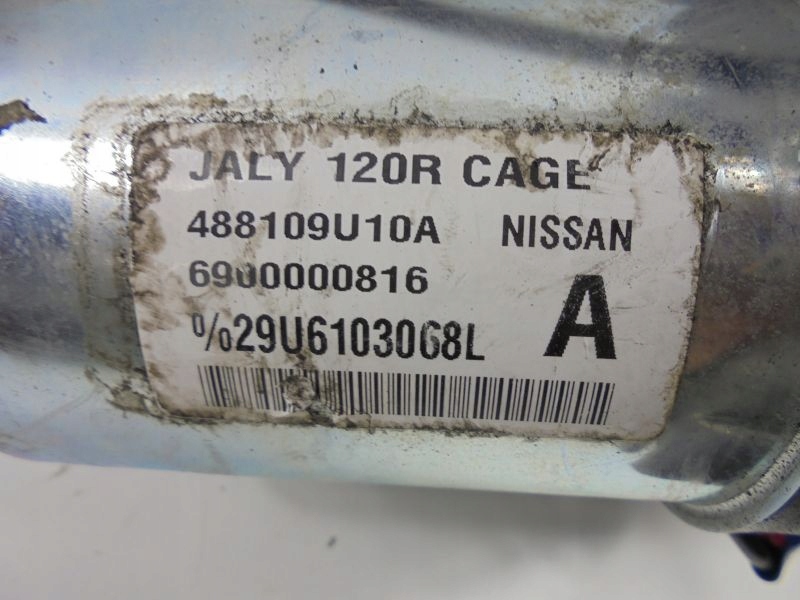 JALY 120R CAGE
488109U10A NISSAN
6900000816
%29U6103068L A